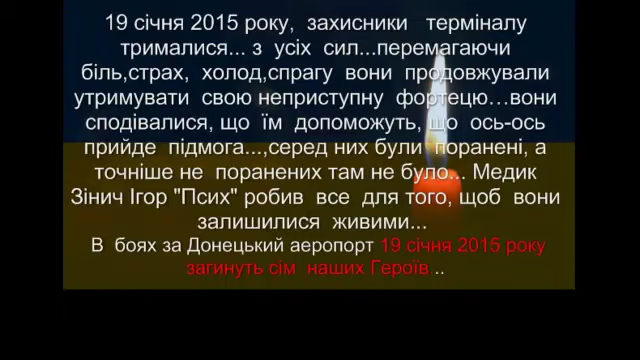 19 січня 2015 року, захисники терміналу
трималися... з усіх сил...перемагаючи
біль,страх, холод,спрагу вони продовжували
утримувати свою неприступну фортецю…вони
сподівалися, що їм допоможуть, що ось-ось
прийде підмога...,серед них були поранені, а
точніше не поранених там не було... Медик
Зінич Ігор "Псих" робив все для того, щоб вони
залишилися живими...
В боях за Донецький аеропорт 19 січня 2015 року
загинуть сім наших Героїв ..